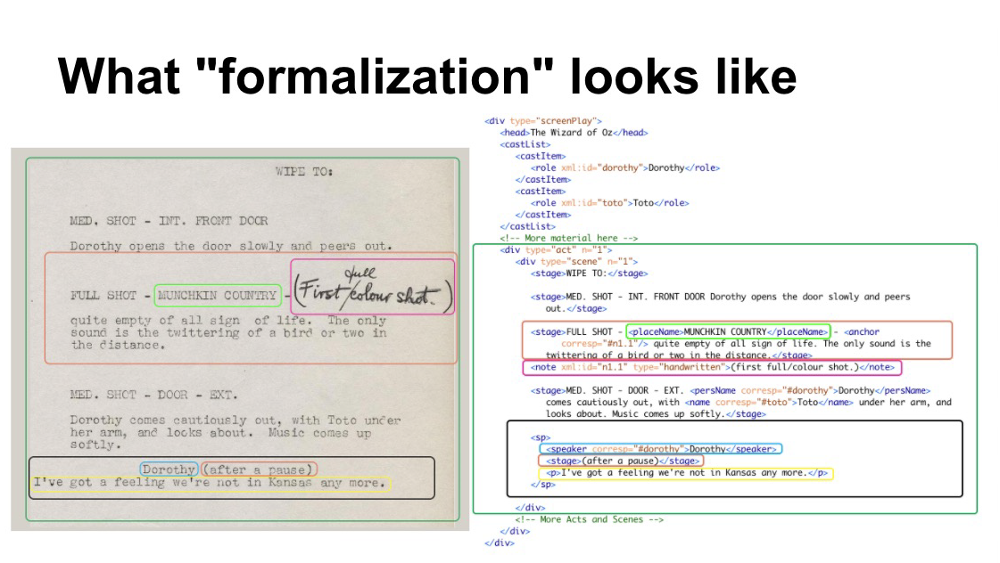 What "formalization" looks like
WIPE TO:
MED. SHOT - INT. FRONT DOOR
Dorothy opens the door slowly and peers out.
full
FULL SHOT - MUNCHKIN COUNTRY - (First/colour shot.)
quite empty of all sign of life. The only
sound is the twittering of a bird or two in
the distance.
MED. SHOT - DOOR - EXT.
Dorothy comes cautiously out, with Toto under
her arm, and looks about. Music comes up
softly.
Dorothy (after a pause)
I've got a feeling we're not in Kansas any more.
<div type="screenPlay">
<head>The Wizard of Oz</head>
<castList>
<castItem>
<role xml:id="dorothy">Dorothy</role>
</castItem>
<castItem>
<role xml:id="toto">Toto</role>
</castItem>
</castList>
<!-- More material here -->
<div type="act" n="1">
<div type="scene" n="1">
<stage>WIPE TO:</stage>
<stage>MED. SHOT - INT. FRONT DOOR Dorothy opens the door slowly and peers
out.</stage>
<stage>FULL SHOT - <placeName>MUNCHKIN COUNTRY</placeName> - <anchor
corresp="#n1.1"/> quite empty of all sign of life. The only sound is the
twittering of a bird or two in the distance.</stage>
<note xml:id="n1.1" type="handwritten">(first full/colour shot.)</note>
<stage>MED. SHOT - DOOR - EXT. <persName corresp="#dorothy">Dorothy</persName>
comes cautiously out, with <name corresp="#toto">Toto</name> under her arm, and
looks about. Music comes up softly.</stage>
<sp>
<speaker corresp="#dorothy">Dorothy</speaker>
<stage>(after a pause)</stage>
<p>I've got a feeling we're not in Kansas any more.</p>
</sp>
</div>
<!-- More Acts and Scenes -->
</div>
</div>